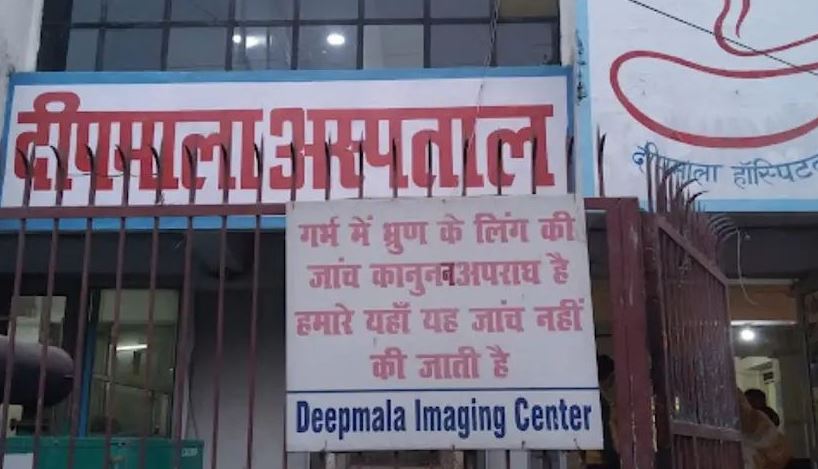 दीपमाला अस्पताल
दीपमाला हॉस्पिटल
गर्भ में भ्रुण के लिंग की
जांच कानुनन अपराध है
हमारे यहाँ यह जांच नहीं
की जाती है
Deepmala Imaging Center